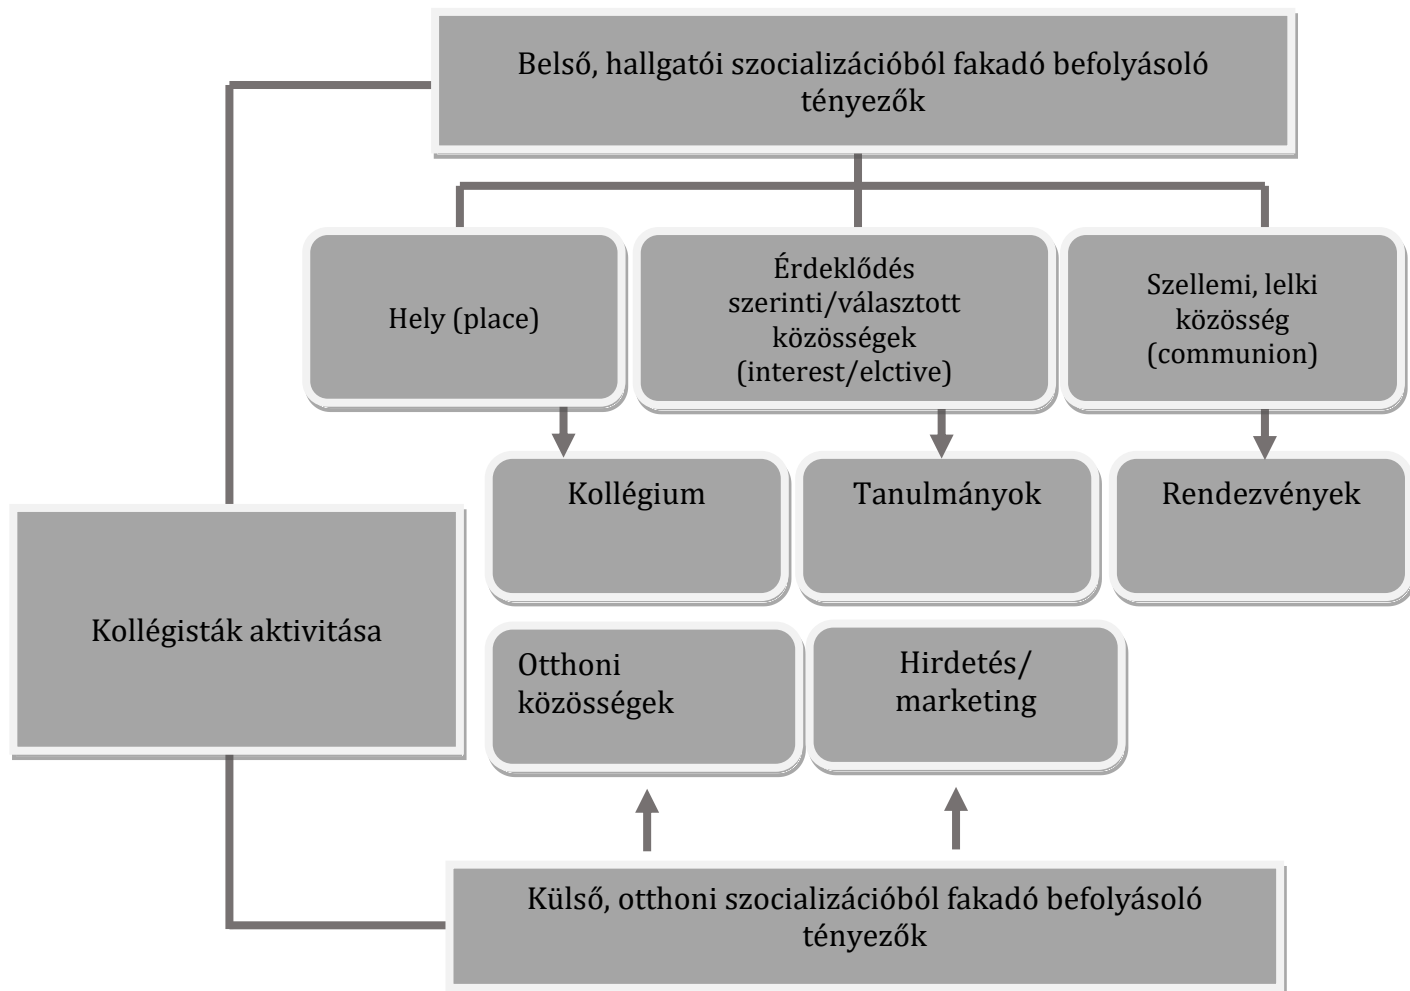 Belső, hallgatói szocializációból fakadó befolyásoló
tényezők
Hely (place)
Érdeklődés
szerinti/választott
közösségek
(interest/elctive)
Szellemi, lelki
közösség
(communion)
Kollégium
Tanulmányok
Rendezvények
Kollégisták aktivitása
Otthoni
közösségek
Hirdetés/
marketing
Külső, otthoni szocializációból fakadó befolyásoló
tényezők